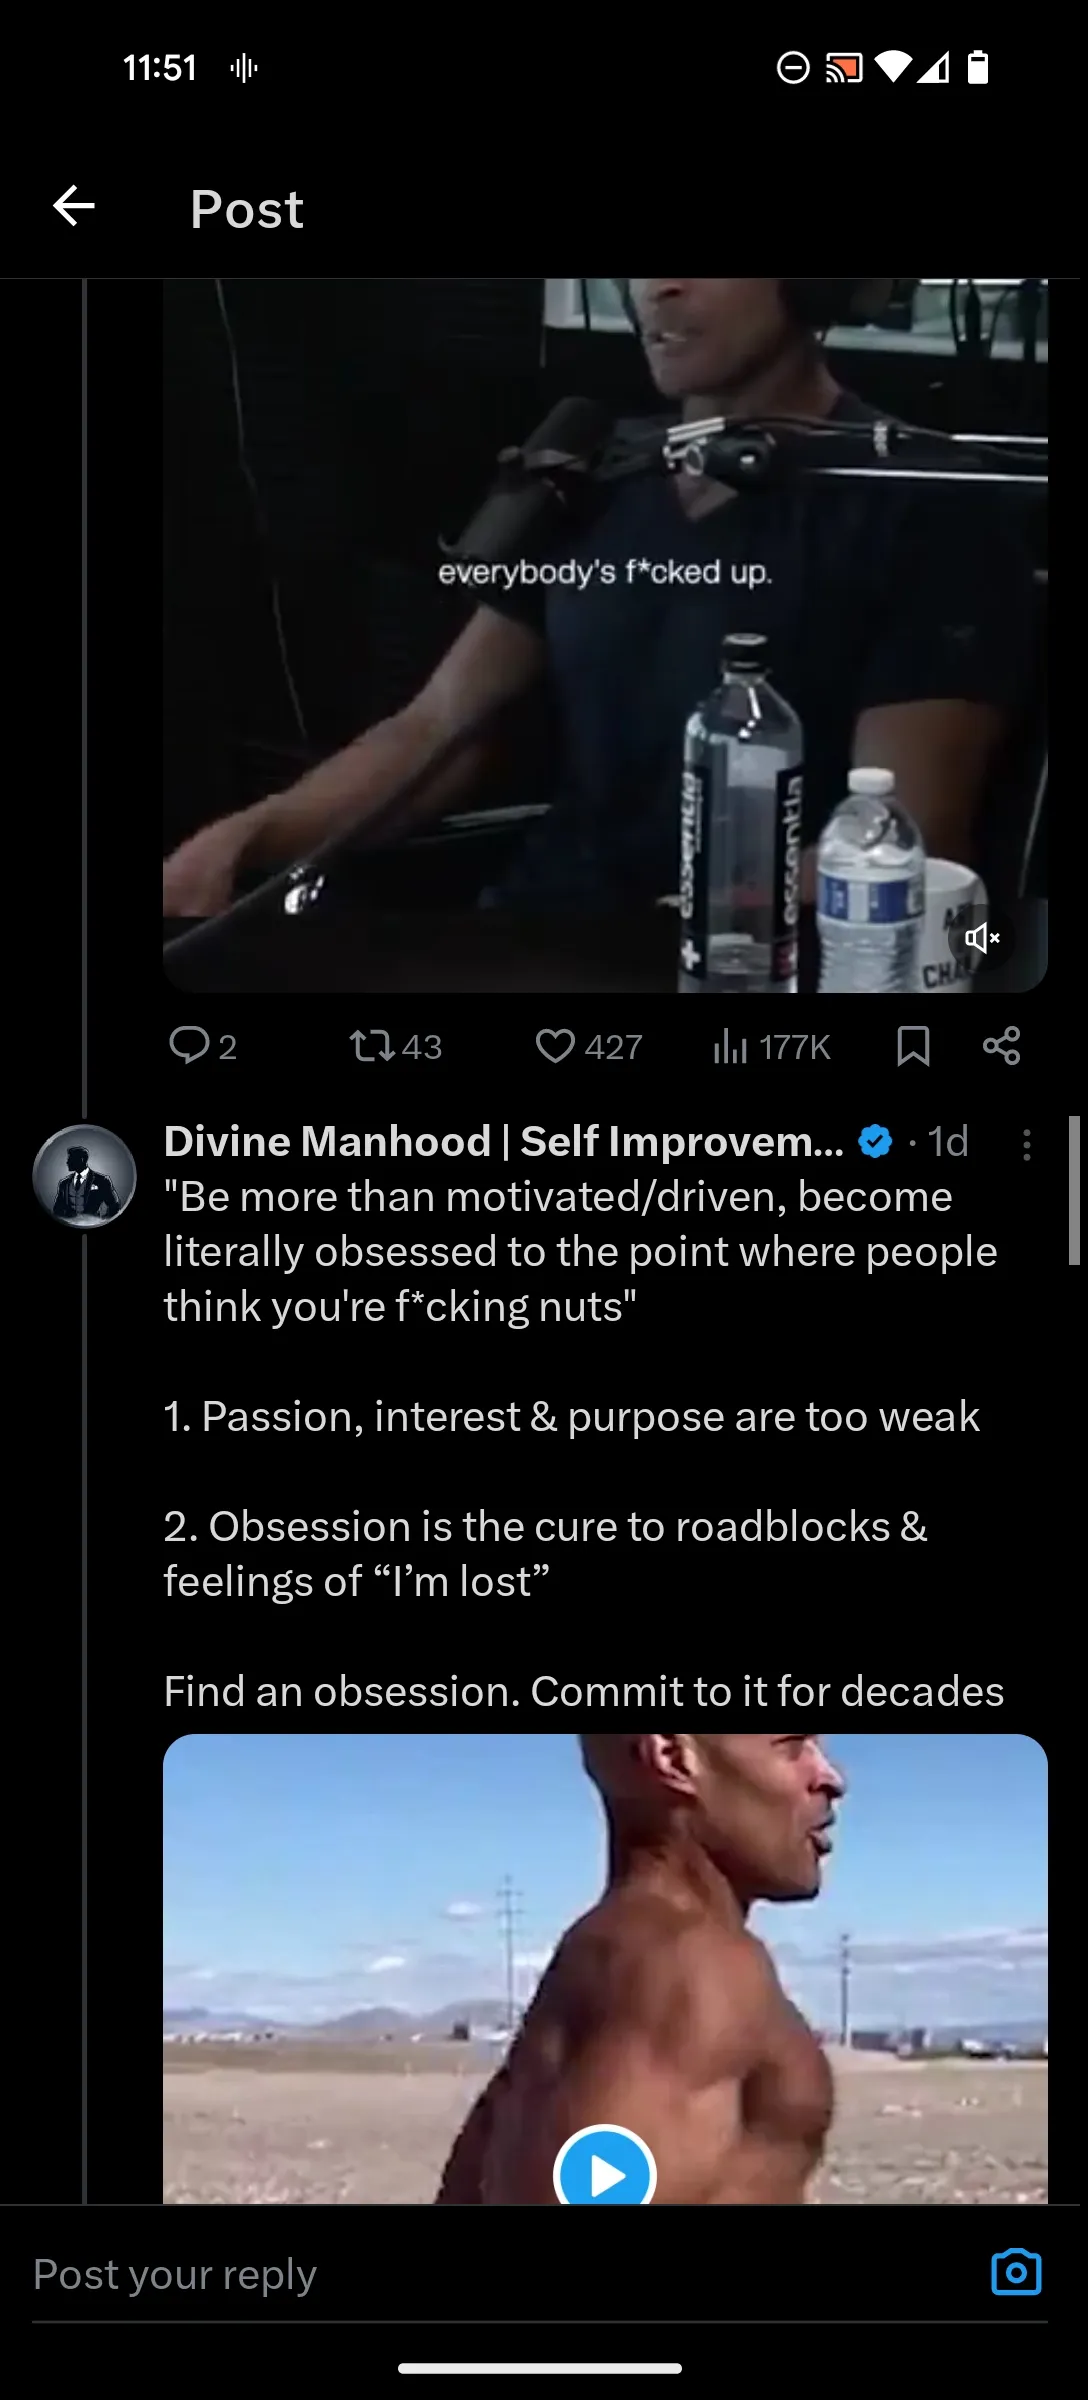 11:51
Post
everybody's f*cked up.
essentia
essentia
CHA
2
43
427
177K
Divine Manhood | Self Improvem... · 1d
"Be more than motivated/driven, become
literally obsessed to the point where people
think you're f*cking nuts"
1. Passion, interest & purpose are too weak
2. Obsession is the cure to roadblocks &
feelings of “I’m lost”
Find an obsession. Commit to it for decades
Post your reply